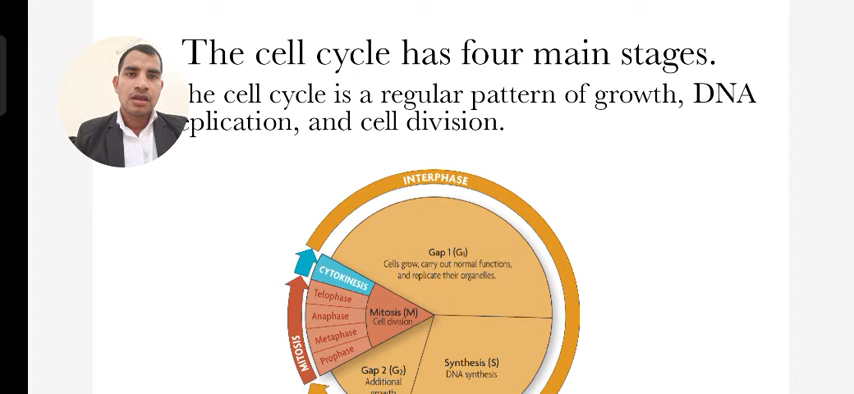 The cell cycle has four main stages.
he cell cycle is a regular pattern of growth, DNA
eplication, and cell division.
INTERPHASE
Gap 1 (G₁)
Cells grow, carry out normal functions,
and replicate their organelles.
CYTOKINESIS
Telophase
Anaphase
Metaphase
Prophase
MITOSIS
Mitosis (M)
Cell division
Gap 2 (G₂)
Additional
growth
Synthesis (S)
DNA synthesis